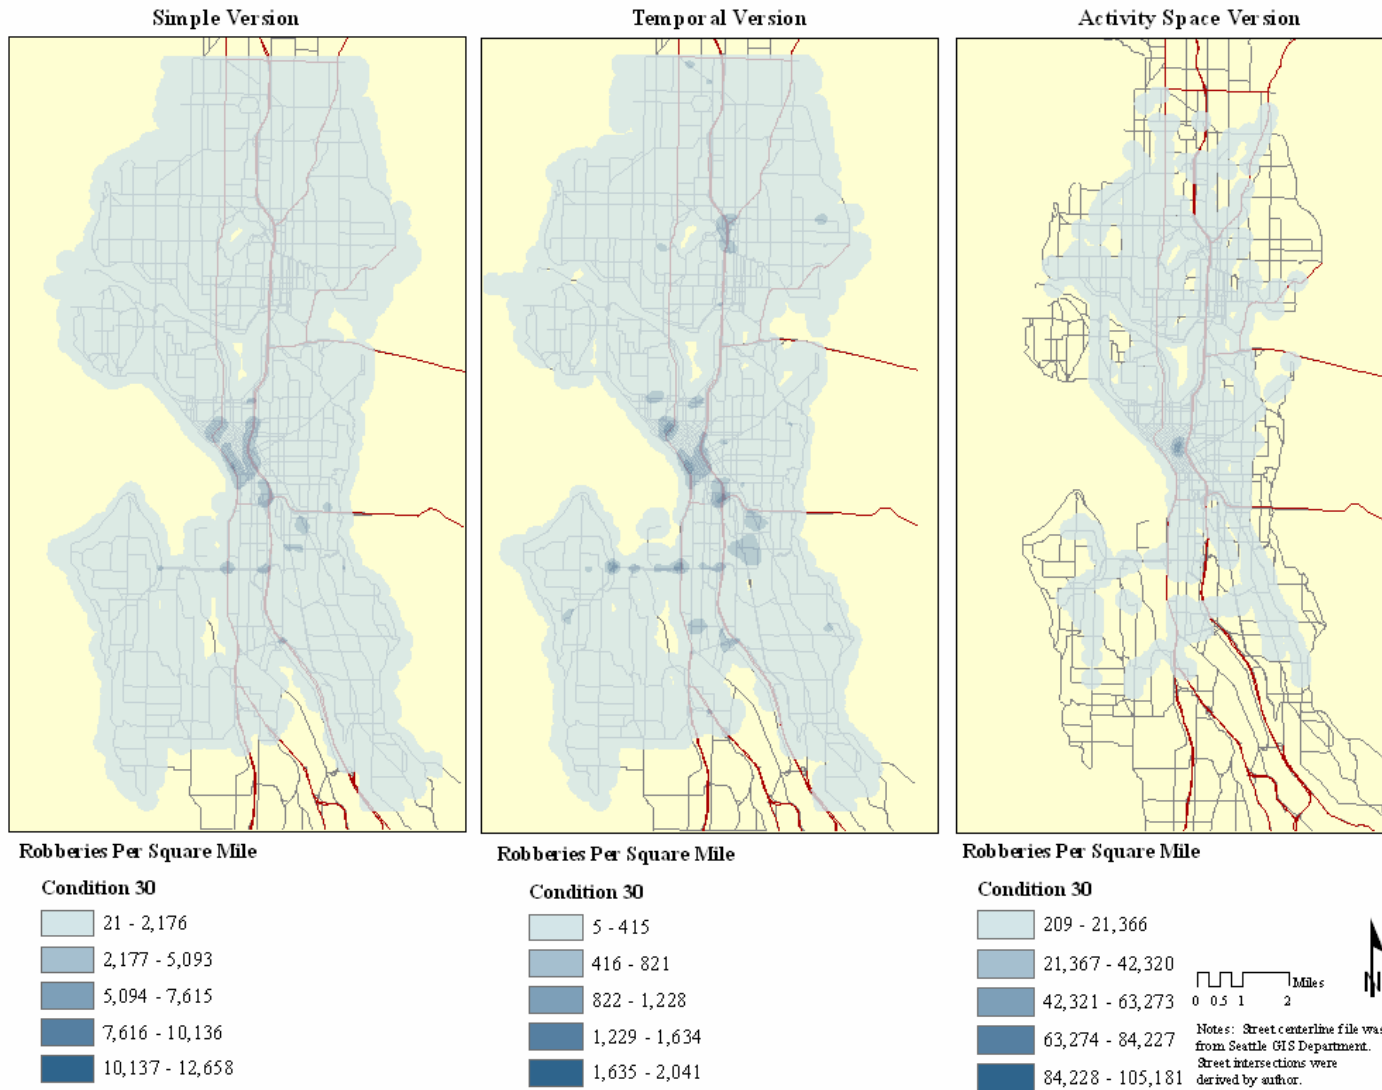 Simple Version
Temporal Version
Activity Space Version
Robberies Per Square Mile
Condition 30
21 - 2,176
2,177 - 5,093
5,094 - 7,615
7,616 - 10,136
10,137 - 12,658
Robberies Per Square Mile
Condition 30
5 - 415
416 - 821
822 - 1,228
1,229 - 1,634
1,635 - 2,041
Robberies Per Square Mile
Condition 30
209 - 21,366
21,367 - 42,320
42,321 - 63,273
63,274 - 84,227
84,228 - 105,181
N
Miles
0 0.5 1 2
Notes: Street centerline file was
from Seattle GIS Department.
Street intersections were
derived by author.